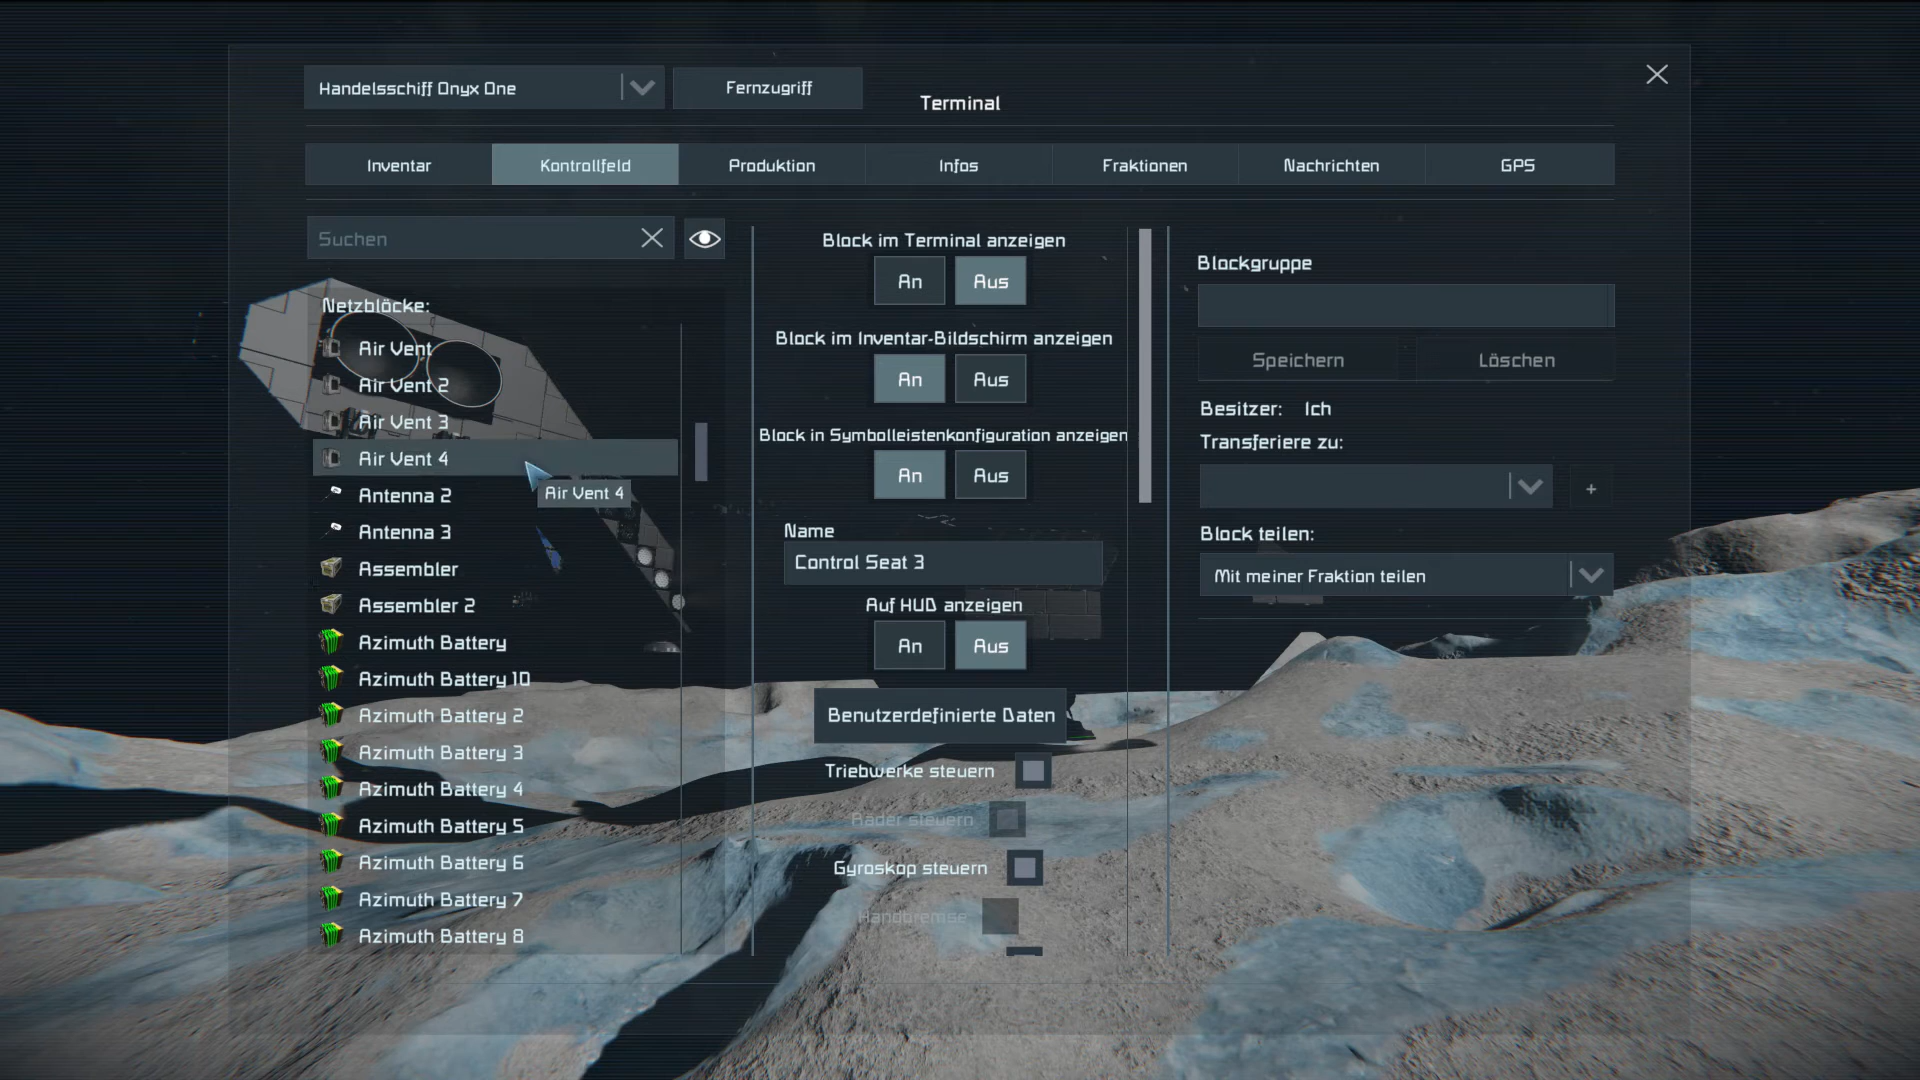 Handelsschiff Onyx One
Fernzugriff
Terminal
Inventar
Kontrollfeld
Produktion
Infos
Fraktionen
Nachrichten
GPS
Suchen
Netzblöcke:
Air Vent
Air Vent 2
Air Vent 3
Air Vent 4
Air Vent 4
Antenna 2
Antenna 3
Assembler
Assembler 2
Azimuth Battery
Azimuth Battery 10
Azimuth Battery 2
Azimuth Battery 3
Azimuth Battery 4
Azimuth Battery 5
Azimuth Battery 6
Azimuth Battery 7
Azimuth Battery 8
Block im Terminal anzeigen
An Aus
Block im Inventar-Bildschirm anzeigen
An Aus
Block in Symbolleistenkonfiguration anzeigen
An Aus
Name
Control Seat 3
Auf HUD anzeigen
An Aus
Benutzerdefinierte Daten
Triebwerke steuern
Räder steuern
Gyroskop steuern
Handbremse
Blockgruppe
Speichern Löschen
Besitzer: Ich
Transferiere zu:
+
Block teilen:
Mit meiner Fraktion teilen